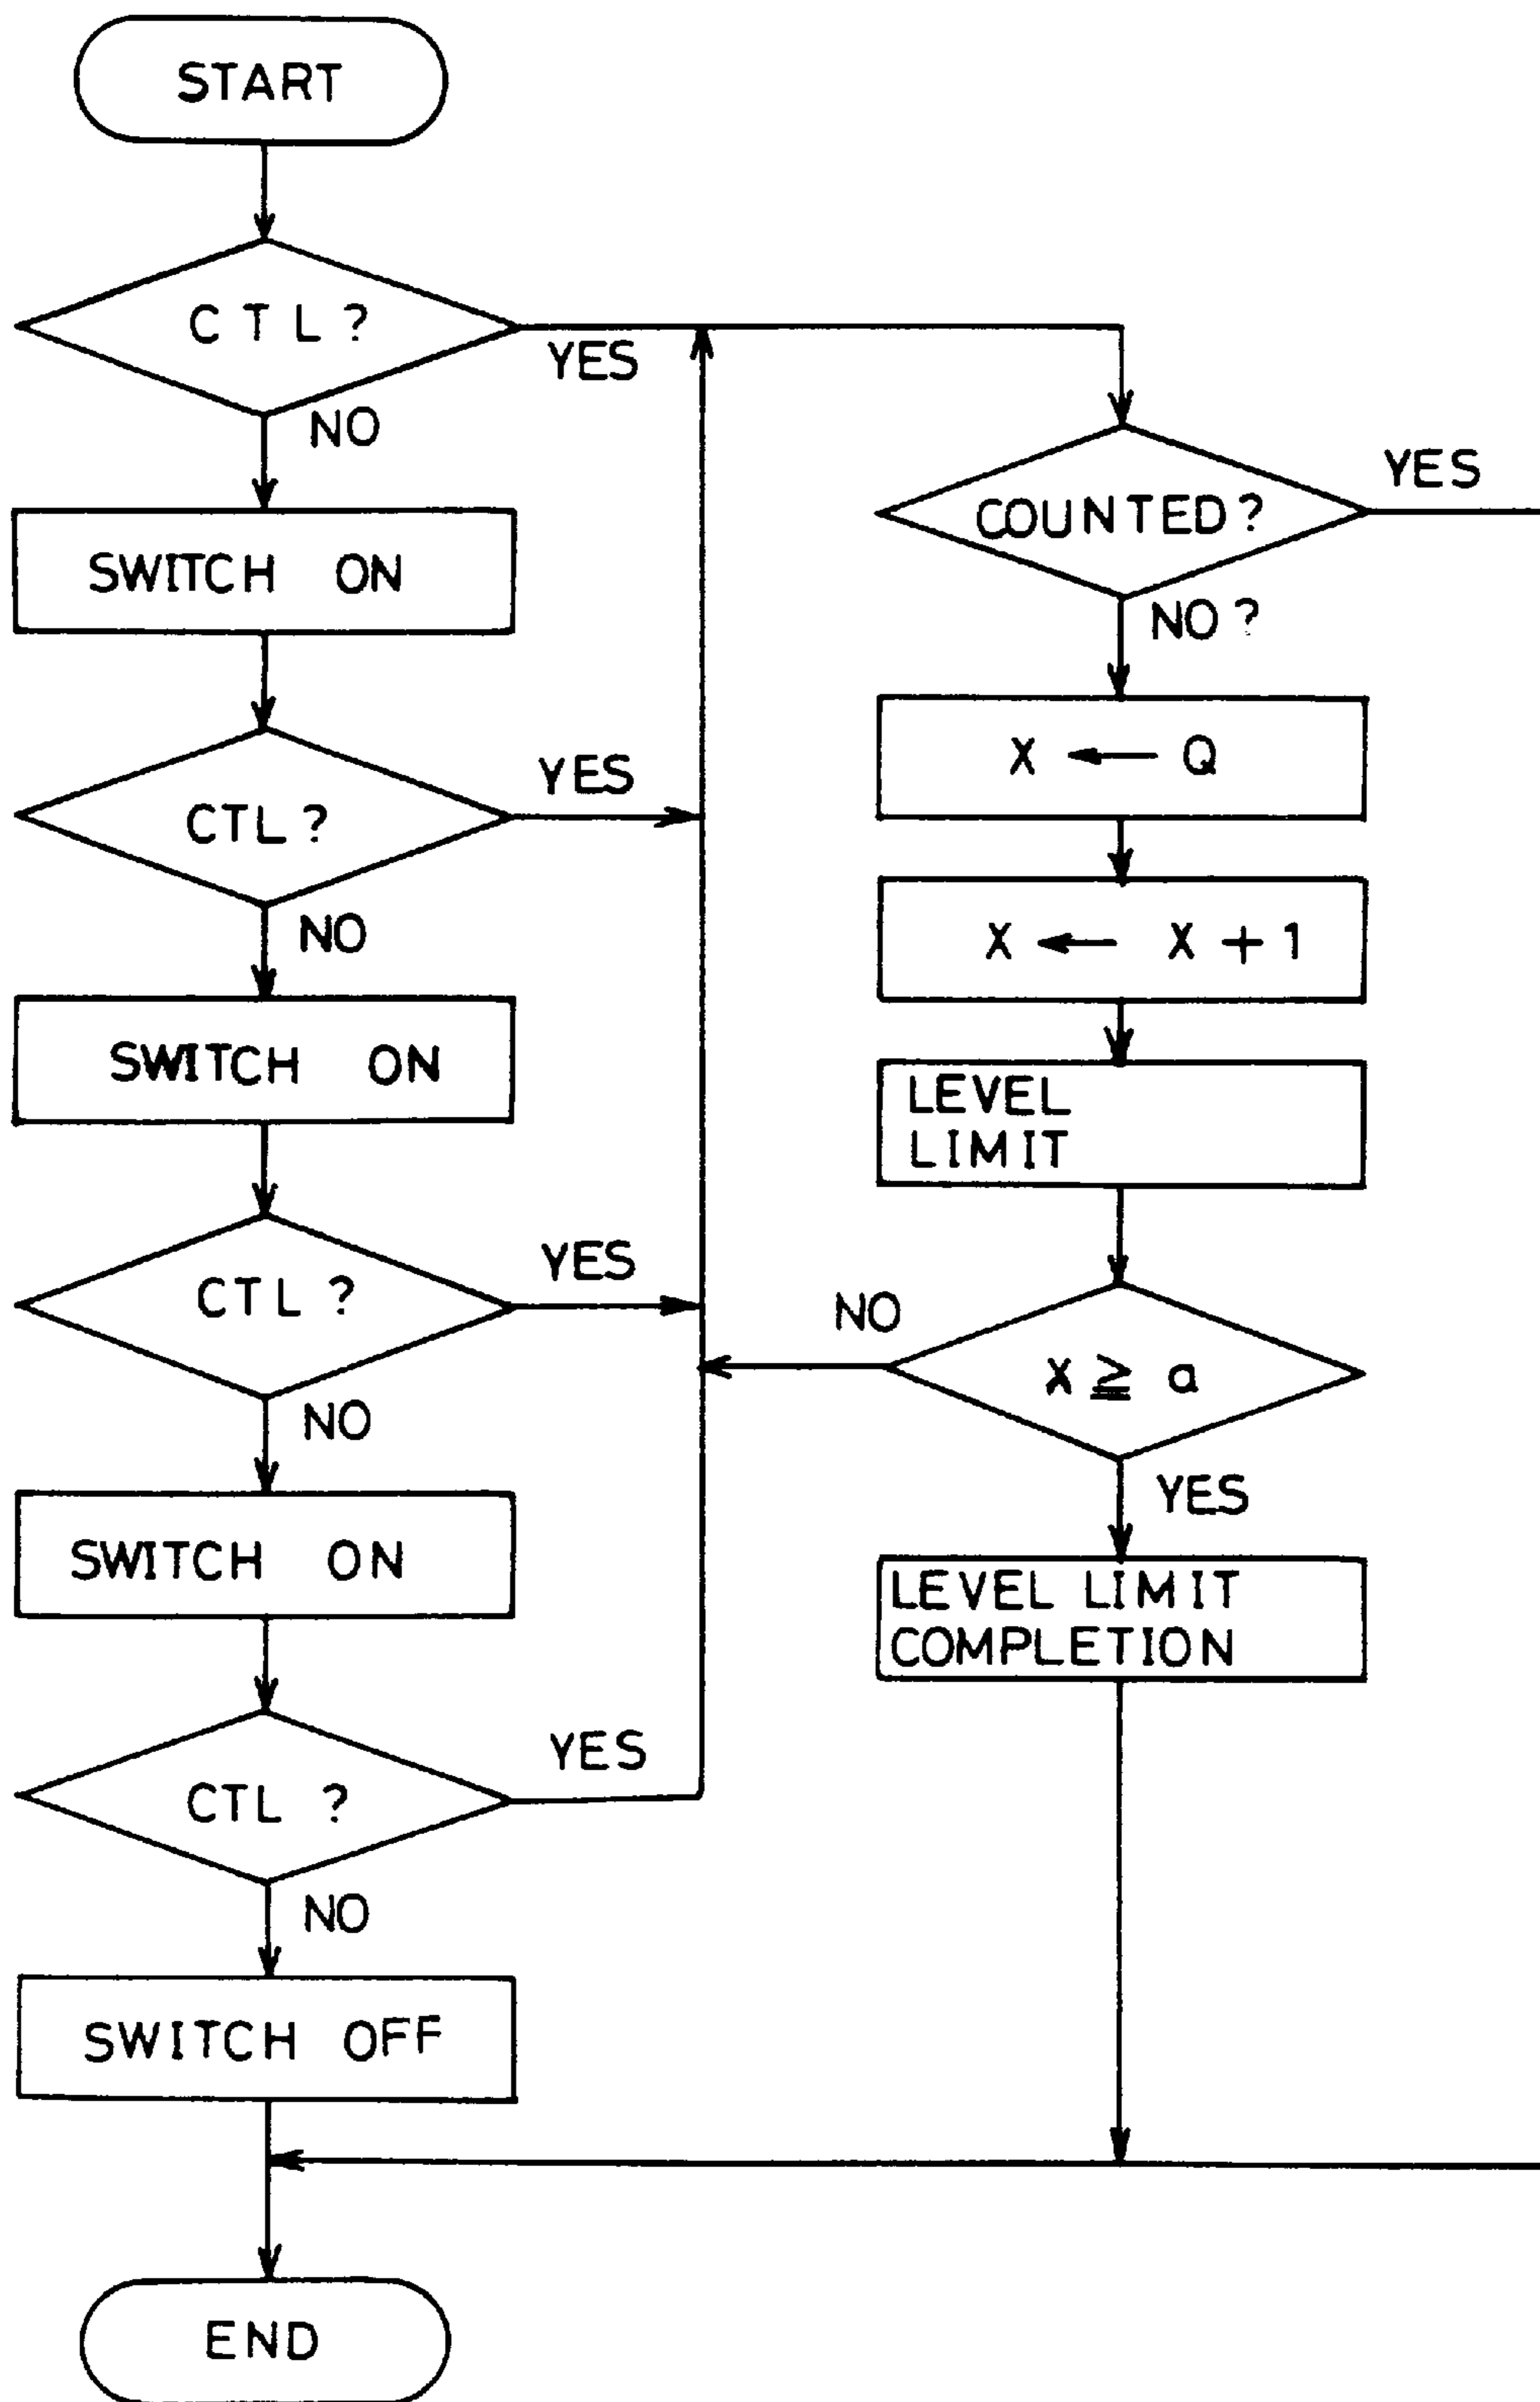 START
C T L ?
YES
NO
SWITCH ON
CTL ?
YES
NO
SWITCH ON
CTL ?
YES
NO
SWITCH ON
CTL ?
YES
NO
SWITCH OFF
END
COUNTED ?
YES
NO ?
X ← Q
X ← X + 1
LEVEL
LIMIT
X ≧ a
NO
YES
LEVEL LIMIT
COMPLETION